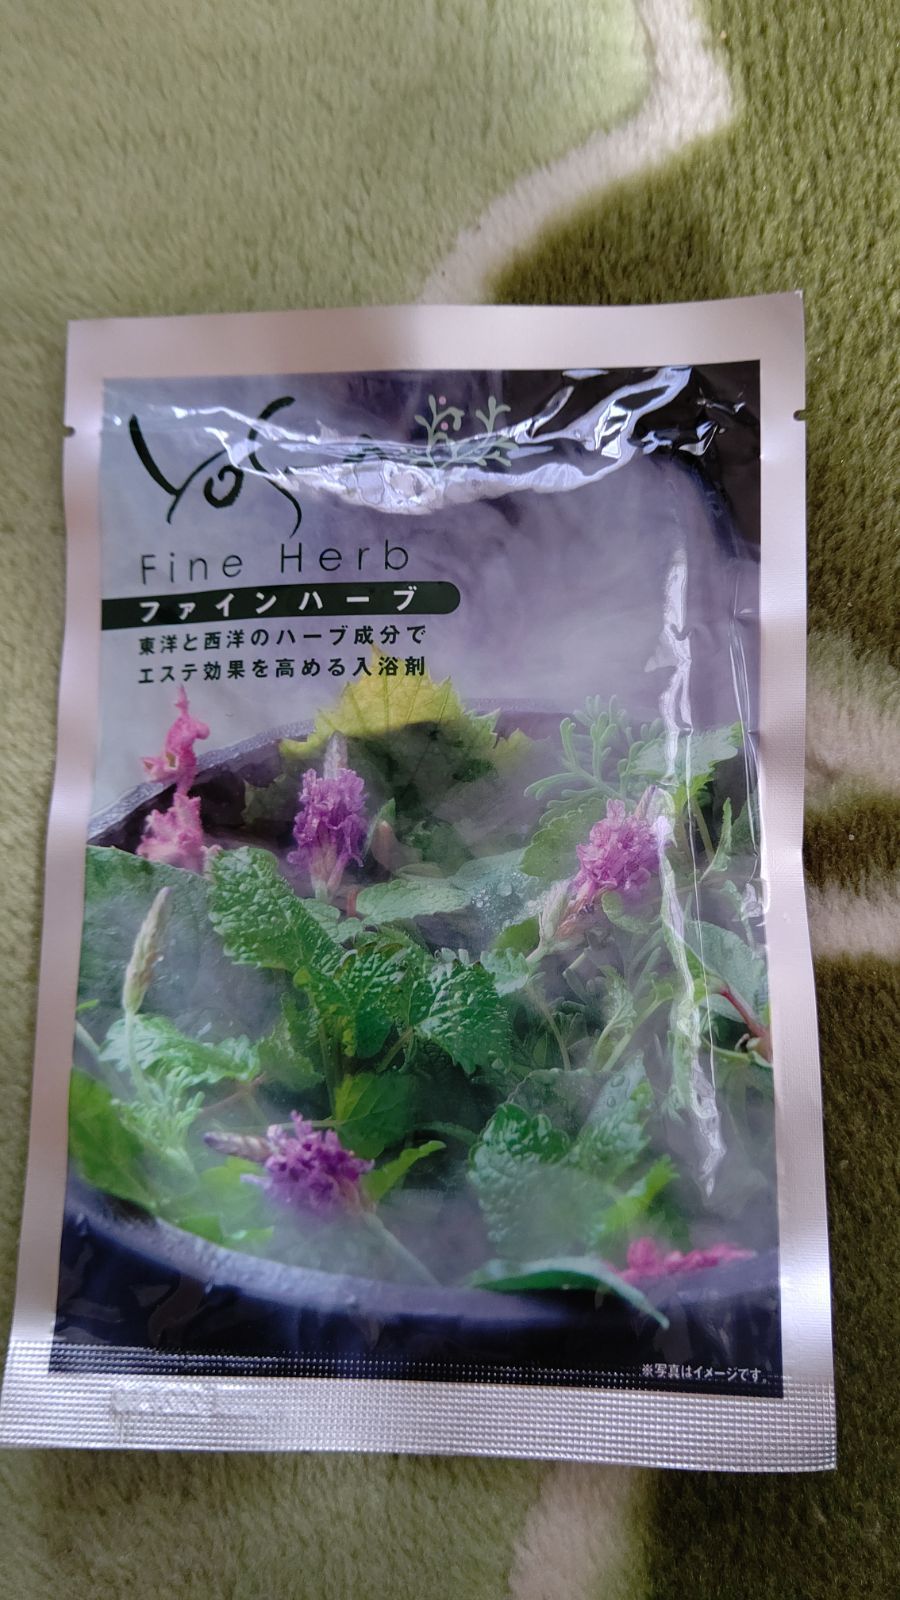 Fine Herb
ファインハーブ
東洋と西洋のハーブ成分で
エステ効果を高める入浴剤
※写真はイメージです。